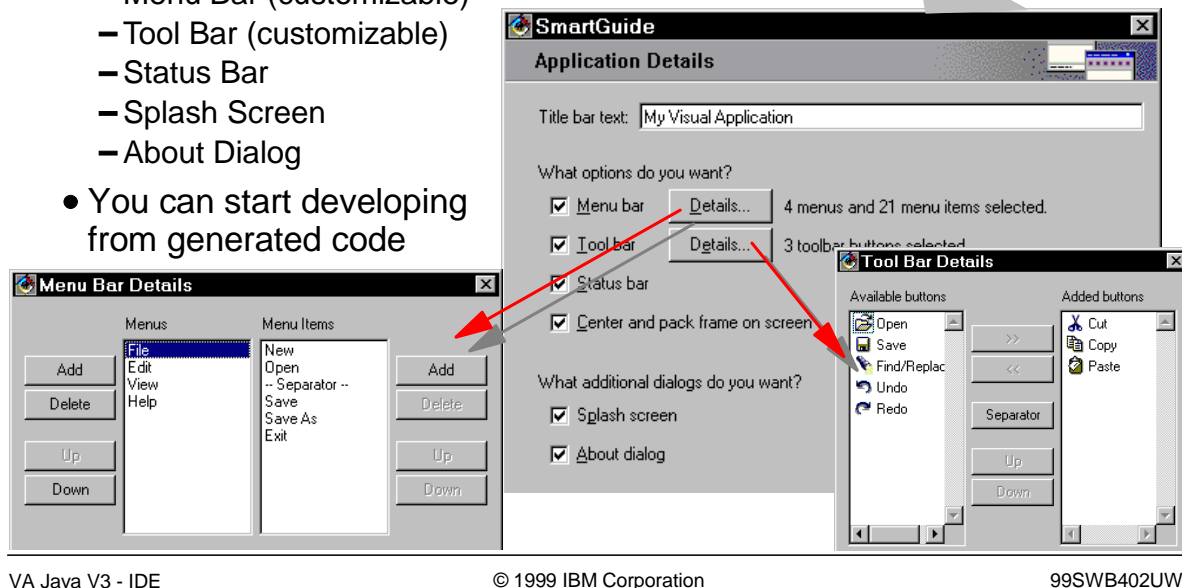 Menu Bar (customizable)
– Tool Bar (customizable)
– Status Bar
– Splash Screen
– About Dialog
• You can start developing
from generated code
SmartGuide
Application Details
Title bar text: My Visual Application
What options do you want?
Menu bar Details... 4 menus and 21 menu items selected.
Tool bar Details... 3 toolbar buttons selected
Status bar
Center and pack frame on screen
What additional dialogs do you want?
Splash screen
About dialog
Menu Bar Details
Menus Menu Items
Add
Delete
Up
Down
File
Edit
View
Help
New
Open
-- Separator --
Save
Save As
Exit
Add
Delete
Up
Down
Tool Bar Details
Available buttons Added buttons
Open
Save
Find/Replac
Undo
Redo
>>
<<
Separator
Up
Down
Cut
Copy
Paste
VA Java V3 - IDE © 1999 IBM Corporation 99SWB402UW